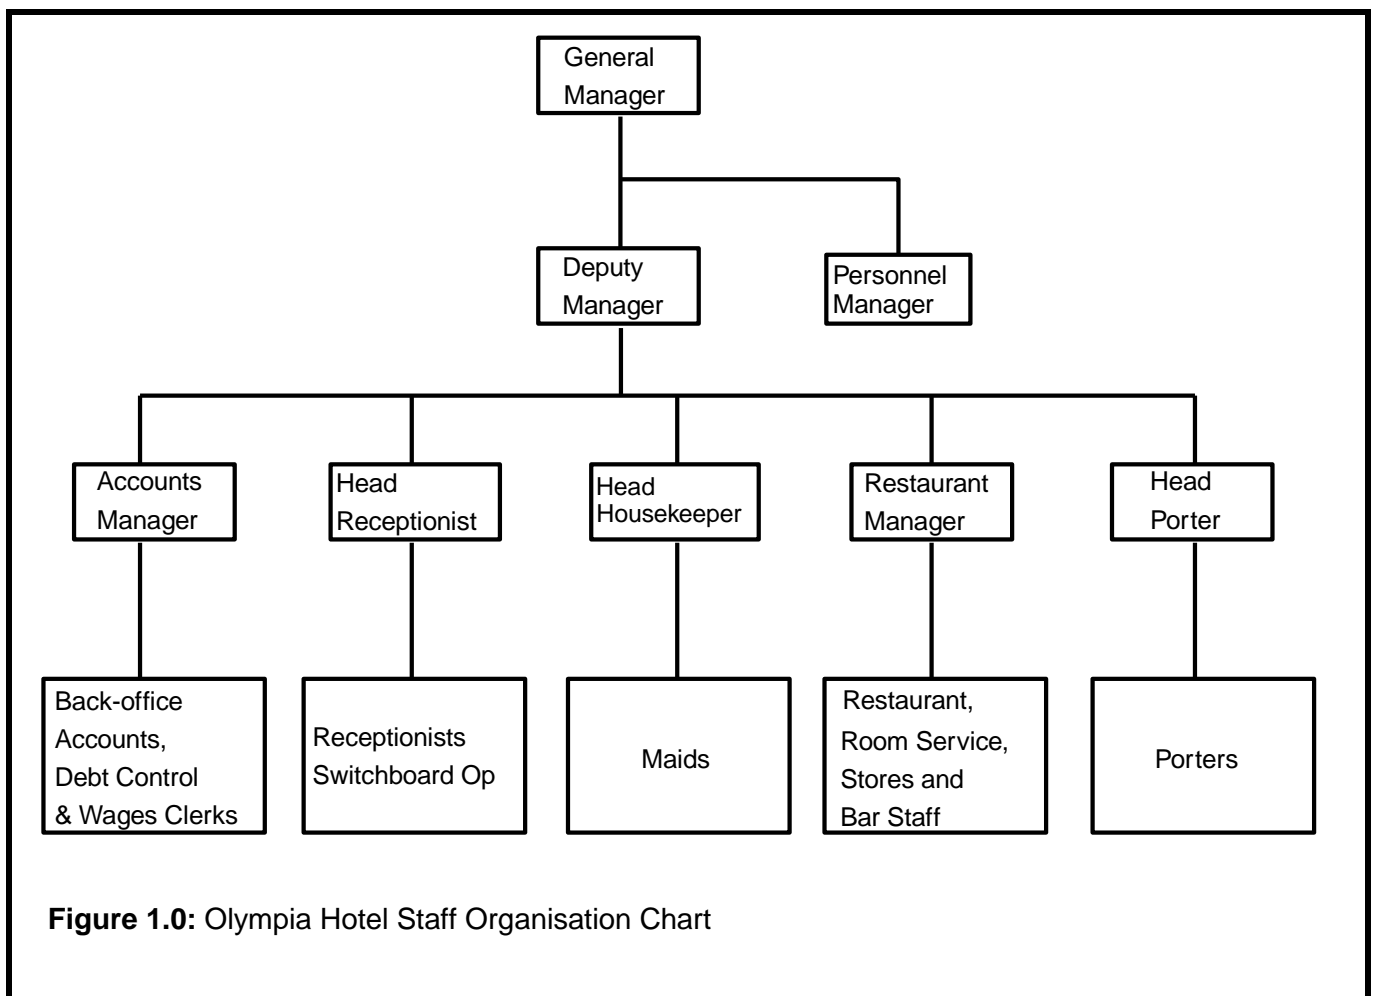 General
Manager
Deputy
Manager
Personnel
Manager
Accounts
Manager
Head
Receptionist
Head
Housekeeper
Restaurant
Manager
Head
Porter
Back-office
Accounts,
Debt Control
& Wages Clerks
Receptionists
Switchboard Op
Maids
Restaurant,
Room Service,
Stores and
Bar Staff
Porters
Figure 1.0: Olympia Hotel Staff Organisation Chart